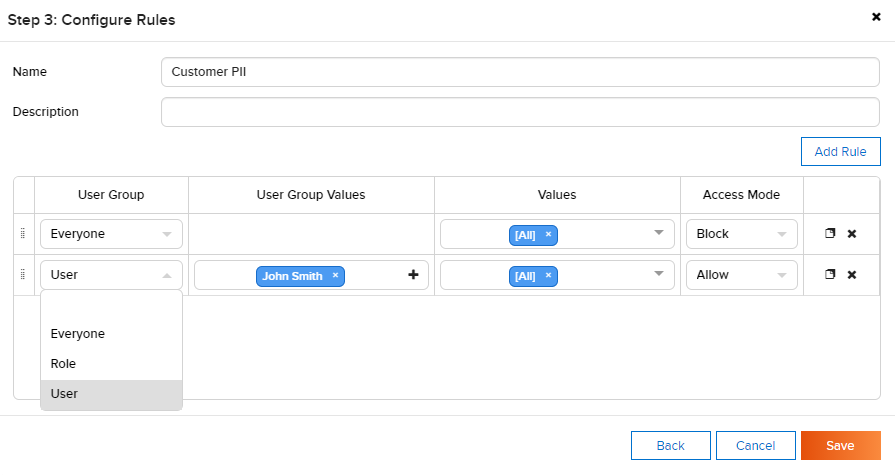 Step 3: Configure Rules
Name
Customer PII
Description
Add Rule
User Group User Group Values Values Access Mode
Everyone [All] × Block
User John Smith × [All] × Allow
Everyone
Role
User
Back Cancel Save